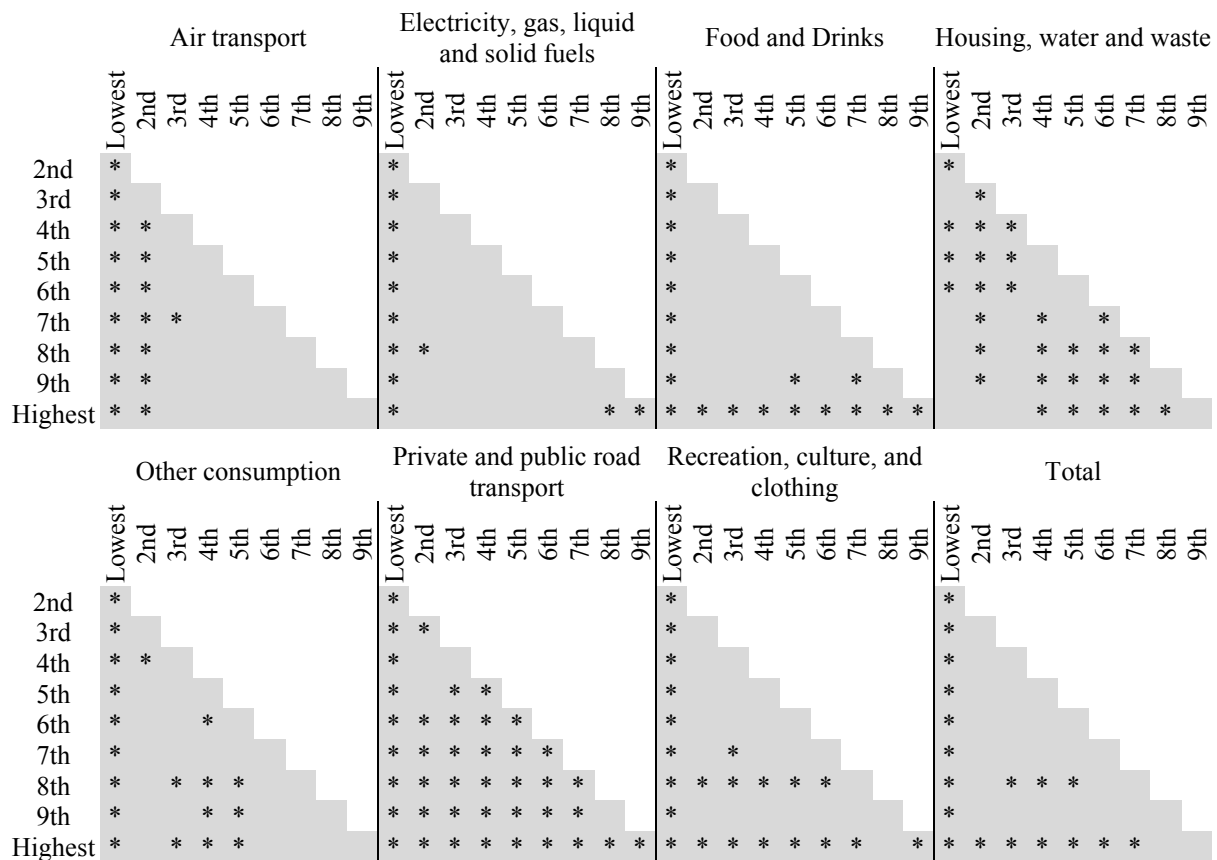 Air transport
Electricity, gas, liquid
and solid fuels
Food and Drinks
Housing, water and waste
Lowest 2nd 3rd 4th 5th 6th 7th 8th 9th Lowest 2nd 3rd 4th 5th 6th 7th 8th 9th Lowest 2nd 3rd 4th 5th 6th 7th 8th 9th Lowest 2nd 3rd 4th 5th 6th 7th 8th 9th
2nd * * * *
3rd * * * *
4th * * * * * * *
5th * * * * * * *
6th * * * * * * *
7th * * * * * * * *
8th * * * * * * * * * *
9th * * * * * * * * * * *
Highest * * * * * * * * * * * * * * * * * * * *
Other consumption
Private and public road
transport
Recreation, culture, and
clothing
Total
Lowest 2nd 3rd 4th 5th 6th 7th 8th 9th Lowest 2nd 3rd 4th 5th 6th 7th 8th 9th Lowest 2nd 3rd 4th 5th 6th 7th 8th 9th Lowest 2nd 3rd 4th 5th 6th 7th 8th 9th
2nd * * * *
3rd * * * * *
4th * * * * *
5th * * * * * *
6th * * * * * * * * *
7th * * * * * * * * * *
8th * * * * * * * * * * * * * * * * * * * * *
9th * * * * * * * * * * * *
Highest * * * * * * * * * * * * * * * * * * * * * * * * * * * *